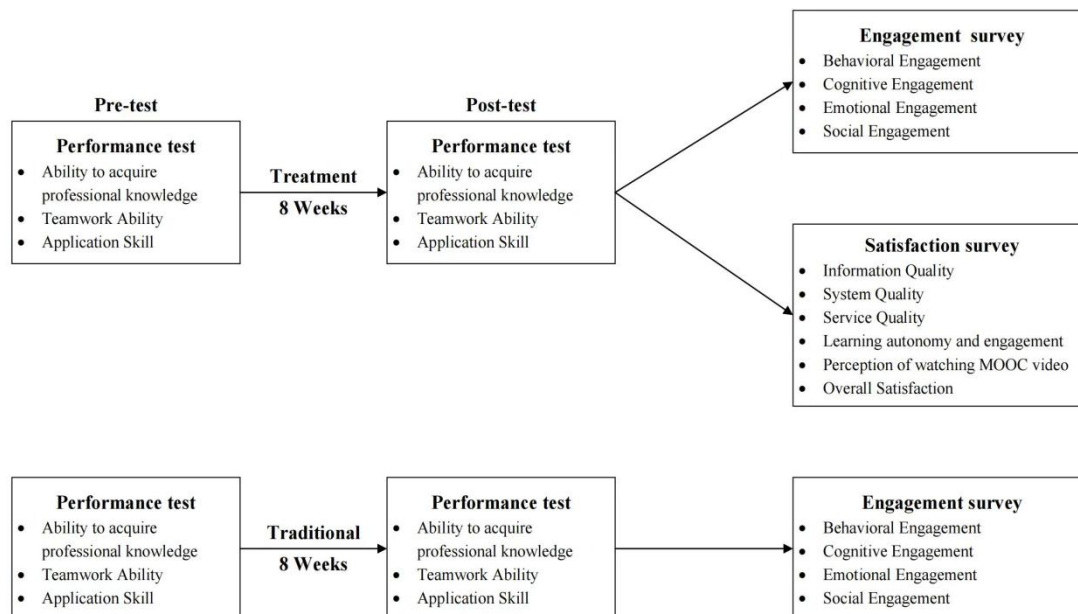 Pre-test
Performance test
• Ability to acquire
professional knowledge
• Teamwork Ability
• Application Skill
Treatment
8 Weeks
Post-test
Performance test
• Ability to acquire
professional knowledge
• Teamwork Ability
• Application Skill
Engagement survey
• Behavioral Engagement
• Cognitive Engagement
• Emotional Engagement
• Social Engagement
Satisfaction survey
• Information Quality
• System Quality
• Service Quality
• Learning autonomy and engagement
• Perception of watching MOOC video
• Overall Satisfaction
Performance test
• Ability to acquire
professional knowledge
• Teamwork Ability
• Application Skill
Traditional
8 Weeks
Performance test
• Ability to acquire
professional knowledge
• Teamwork Ability
• Application Skill
Engagement survey
• Behavioral Engagement
• Cognitive Engagement
• Emotional Engagement
• Social Engagement